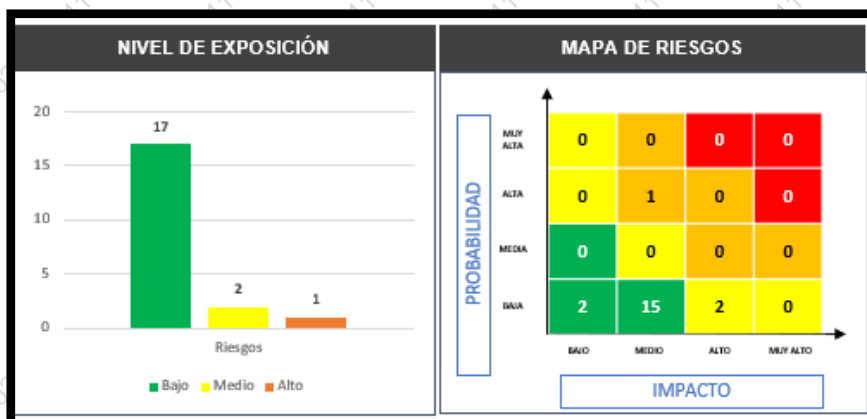 NIVEL DE EXPOSICIÓN
20
15
10
5
0
17
2
1
Riesgos
Bajo Medio Alto
MAPA DE RIESGOS
PROBABILIDAD
MUY ALTA 0 0 0 0
ALTA 0 1 0 0
MEDIA 0 0 0 0
BAJA 2 15 2 0
BAJO MEDIO ALTO MUY ALTO
IMPACTO